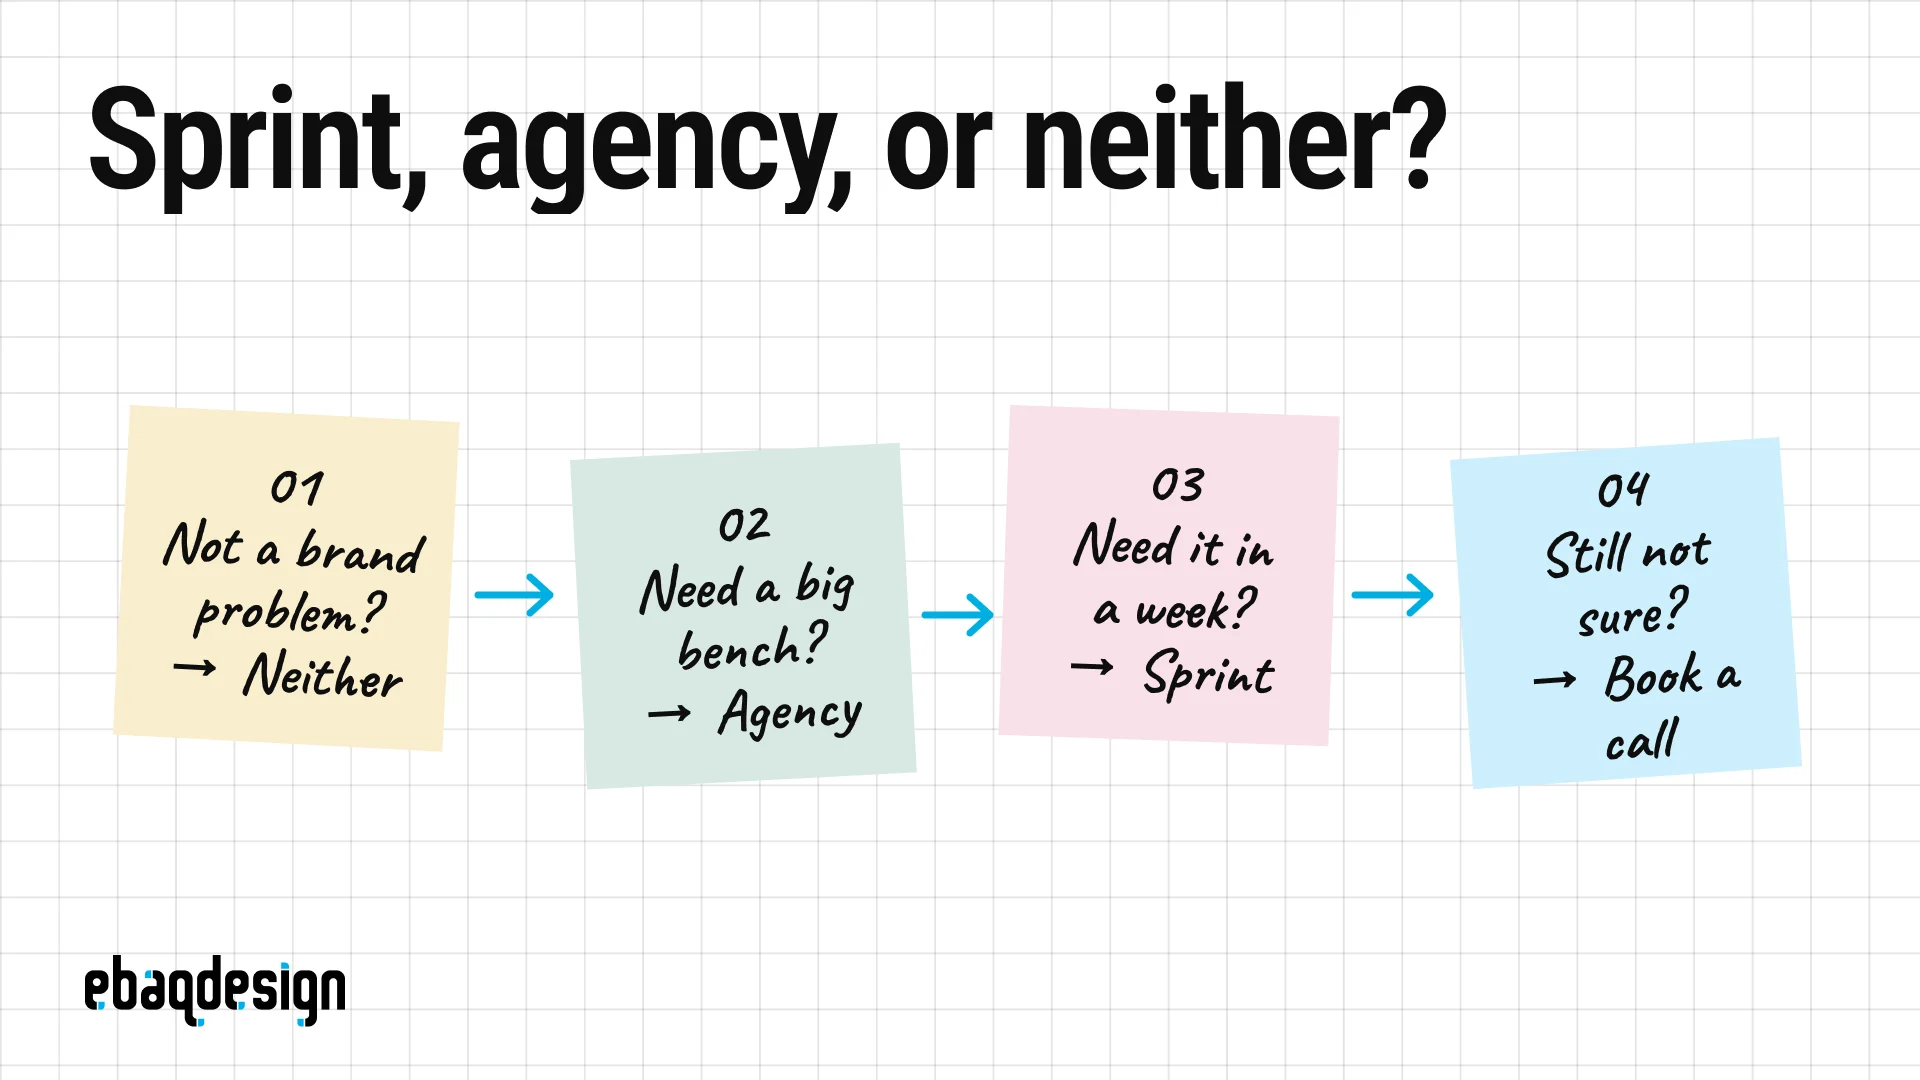 Sprint, agency, or neither?
01
Not a brand
problem?
→ Neither
02
Need a big
bench?
→ Agency
03
Need it in
a week?
→ Sprint
04
Still not
sure?
→ Book a
call
ebaqdesign